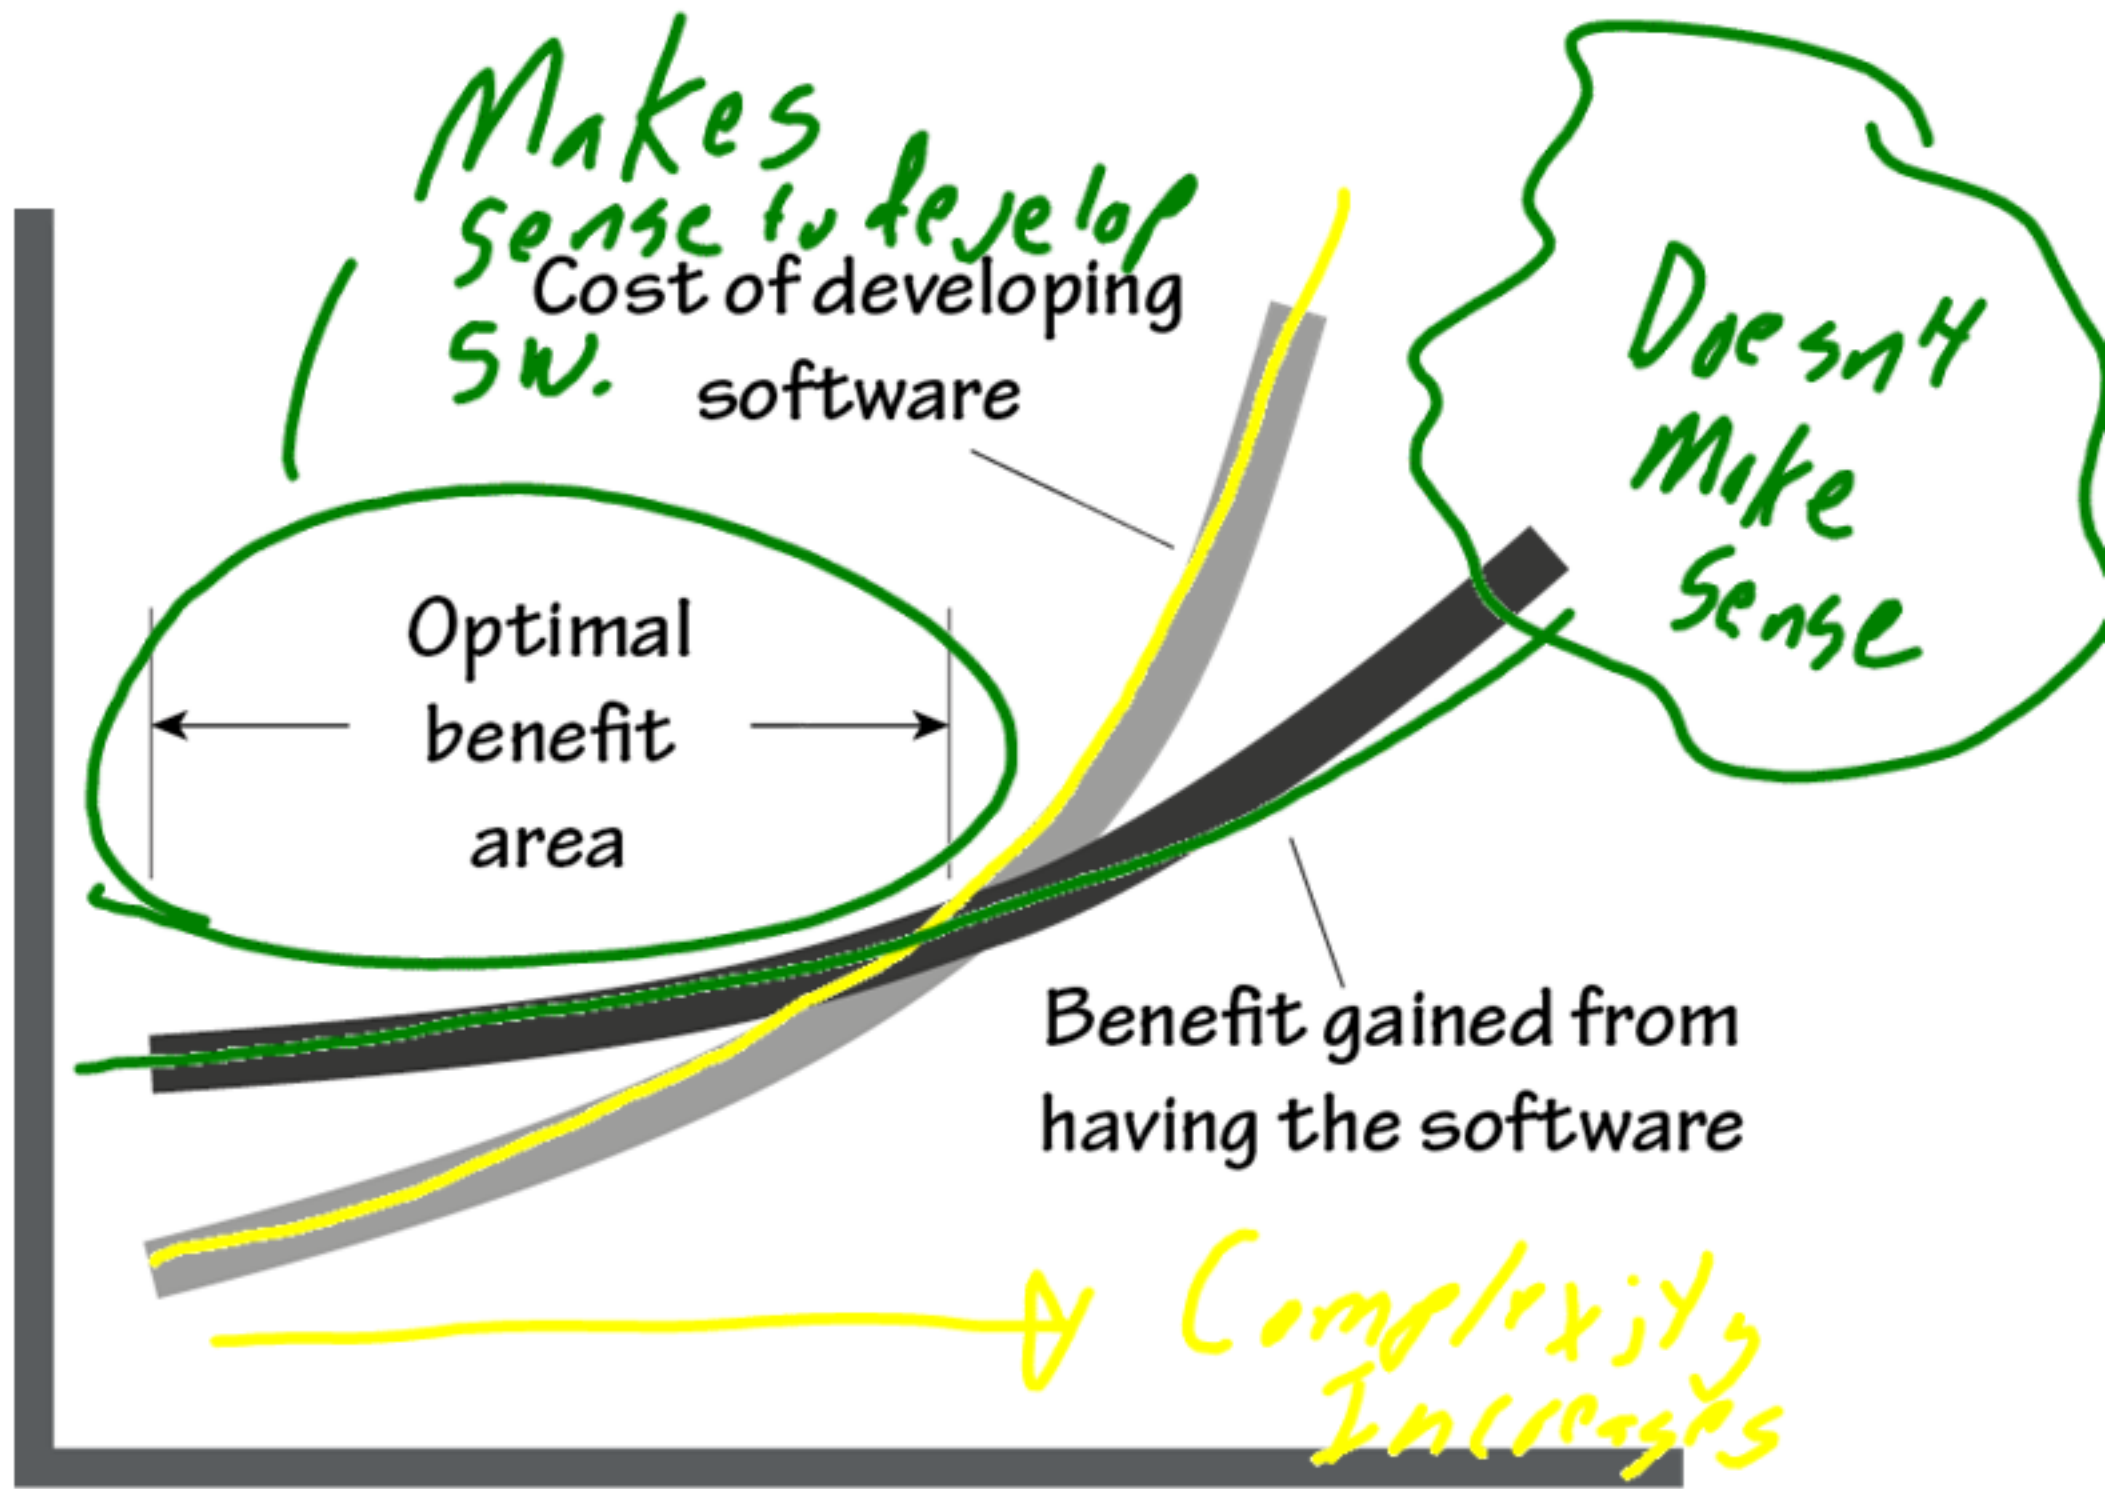 Makes
sense to develop
SW.
Cost of developing
software
Doesn't
Make
Sense
Optimal
benefit
area
Benefit gained from
having the software
Complexity
Increases